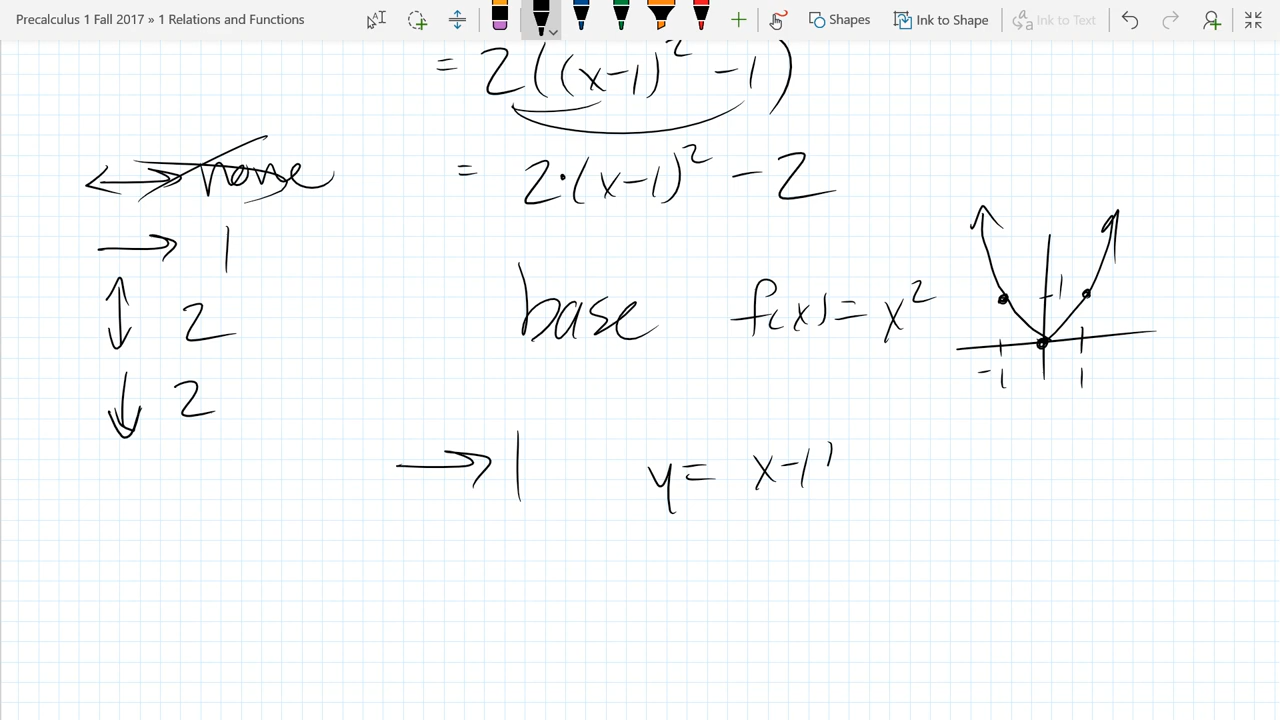 Precalculus 1 Fall 2017 » 1 Relations and Functions
Shapes
Ink to Shape
Ink to Text
= 2((x-1)² -1)
↔ none
= 2·(x-1)² - 2
→ 1
↕ 2
base f(x) = x²
1
-1 1
↓ 2
→ 1 y = x-1